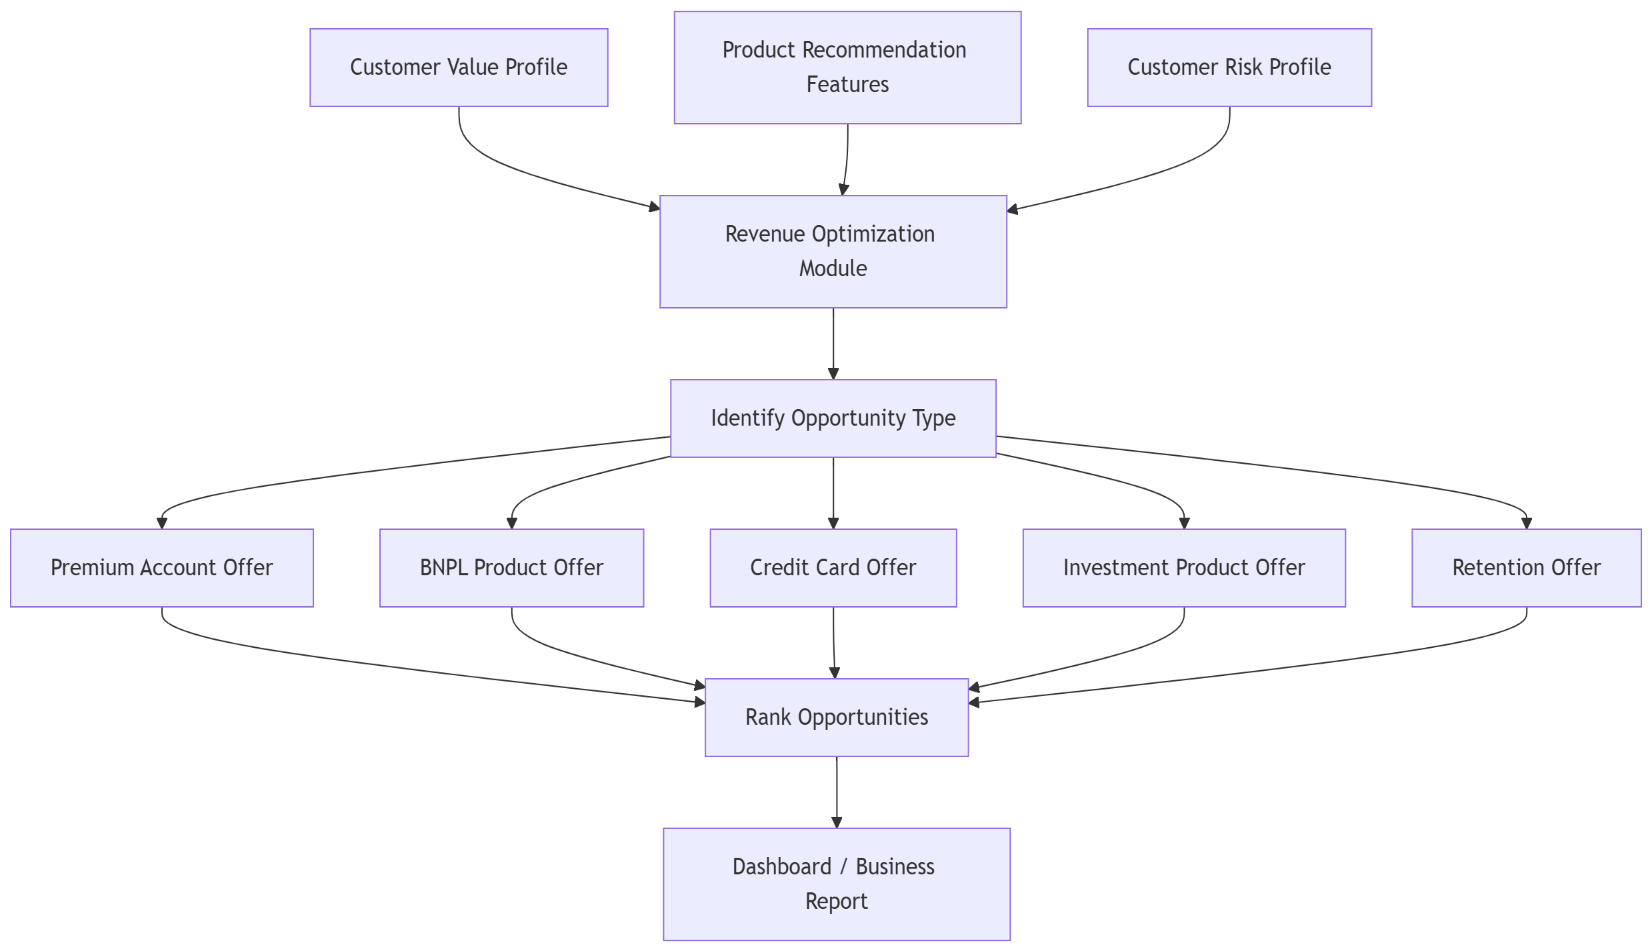 Customer Value Profile
Product Recommendation
Features
Customer Risk Profile
Revenue Optimization
Module
Identify Opportunity Type
Premium Account Offer
BNPL Product Offer
Credit Card Offer
Investment Product Offer
Retention Offer
Rank Opportunities
Dashboard / Business
Report